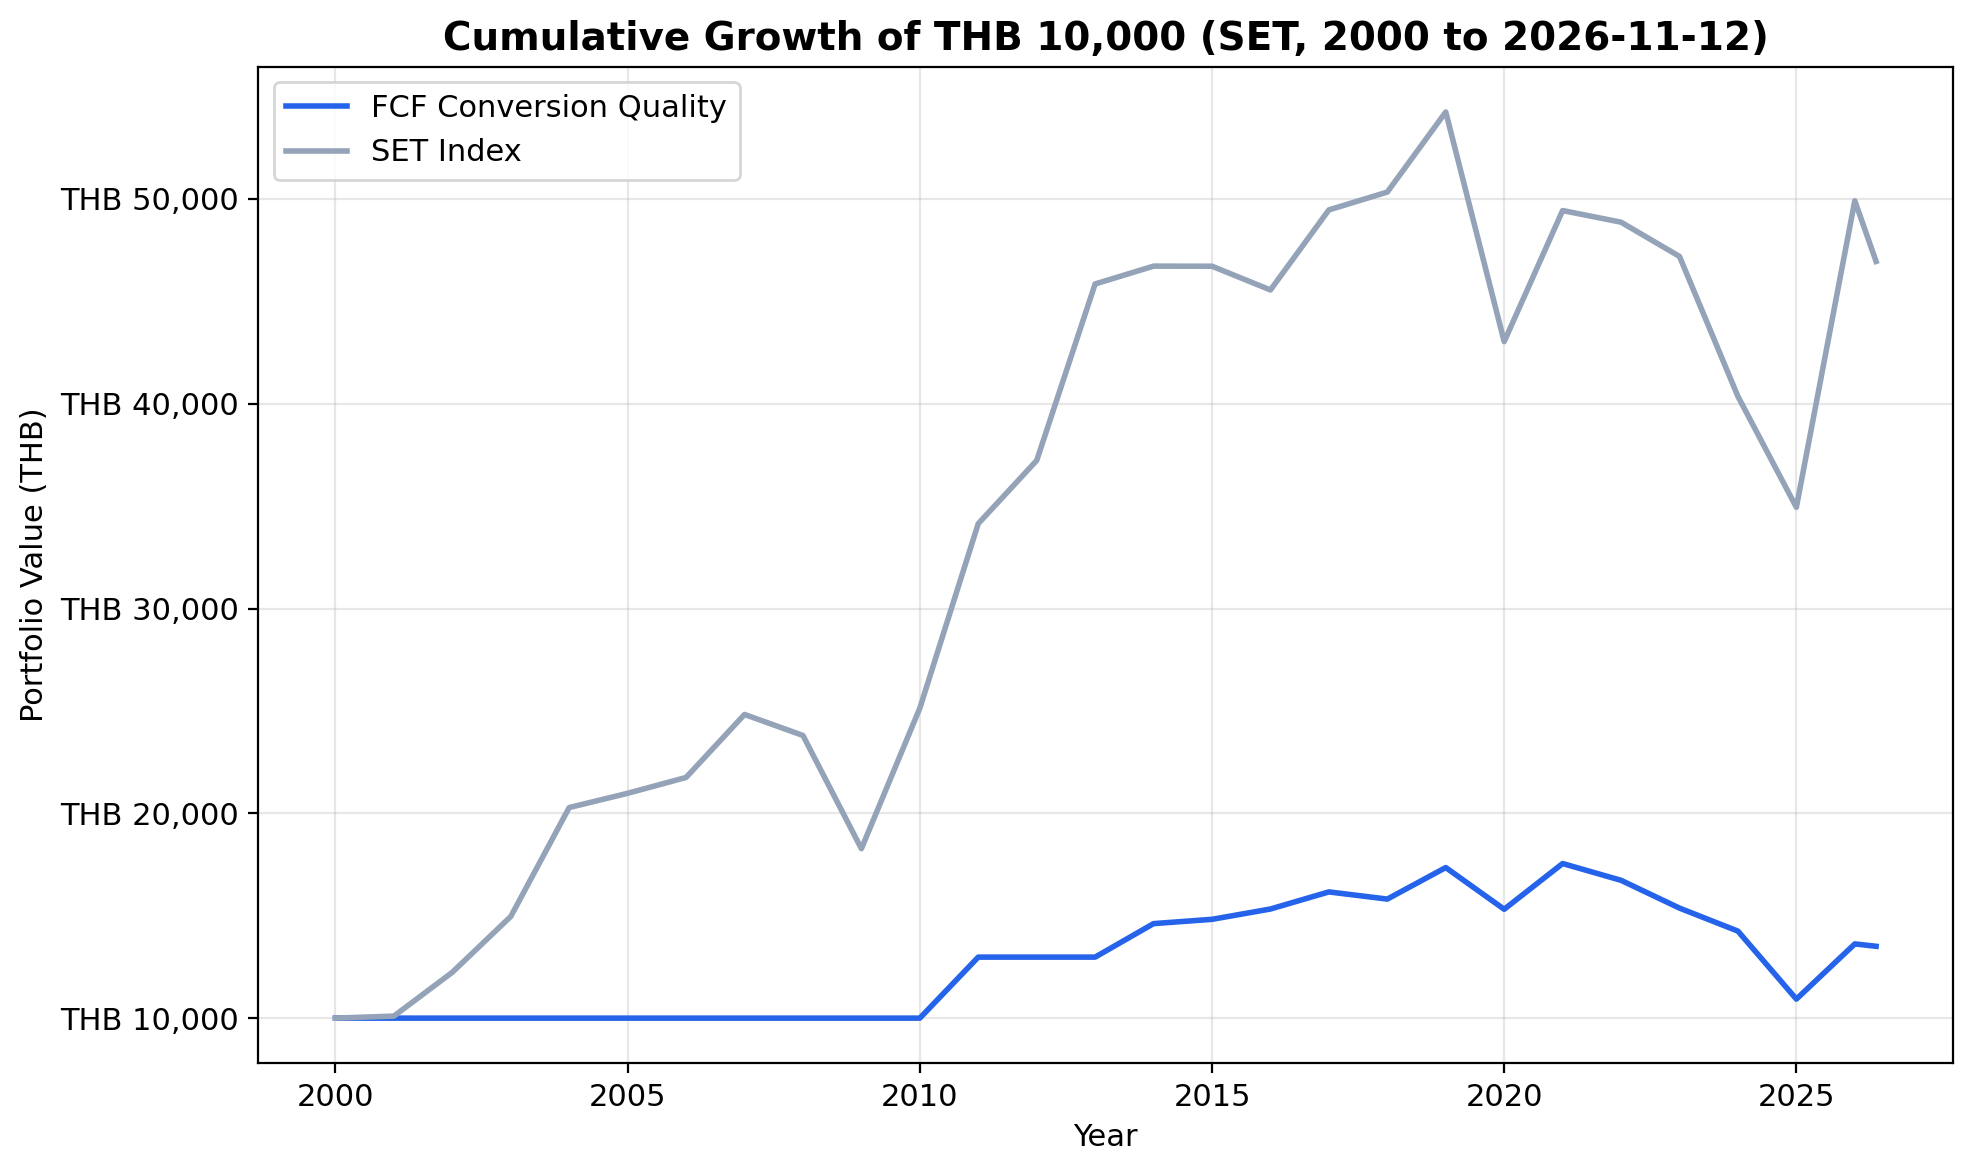 Cumulative Growth of THB 10,000 (SET, 2000 to 2026-11-12)
FCF Conversion Quality
SET Index
THB 50,000
THB 40,000
THB 30,000
THB 20,000
THB 10,000
Portfolio Value (THB)
2000 2005 2010 2015 2020 2025
Year